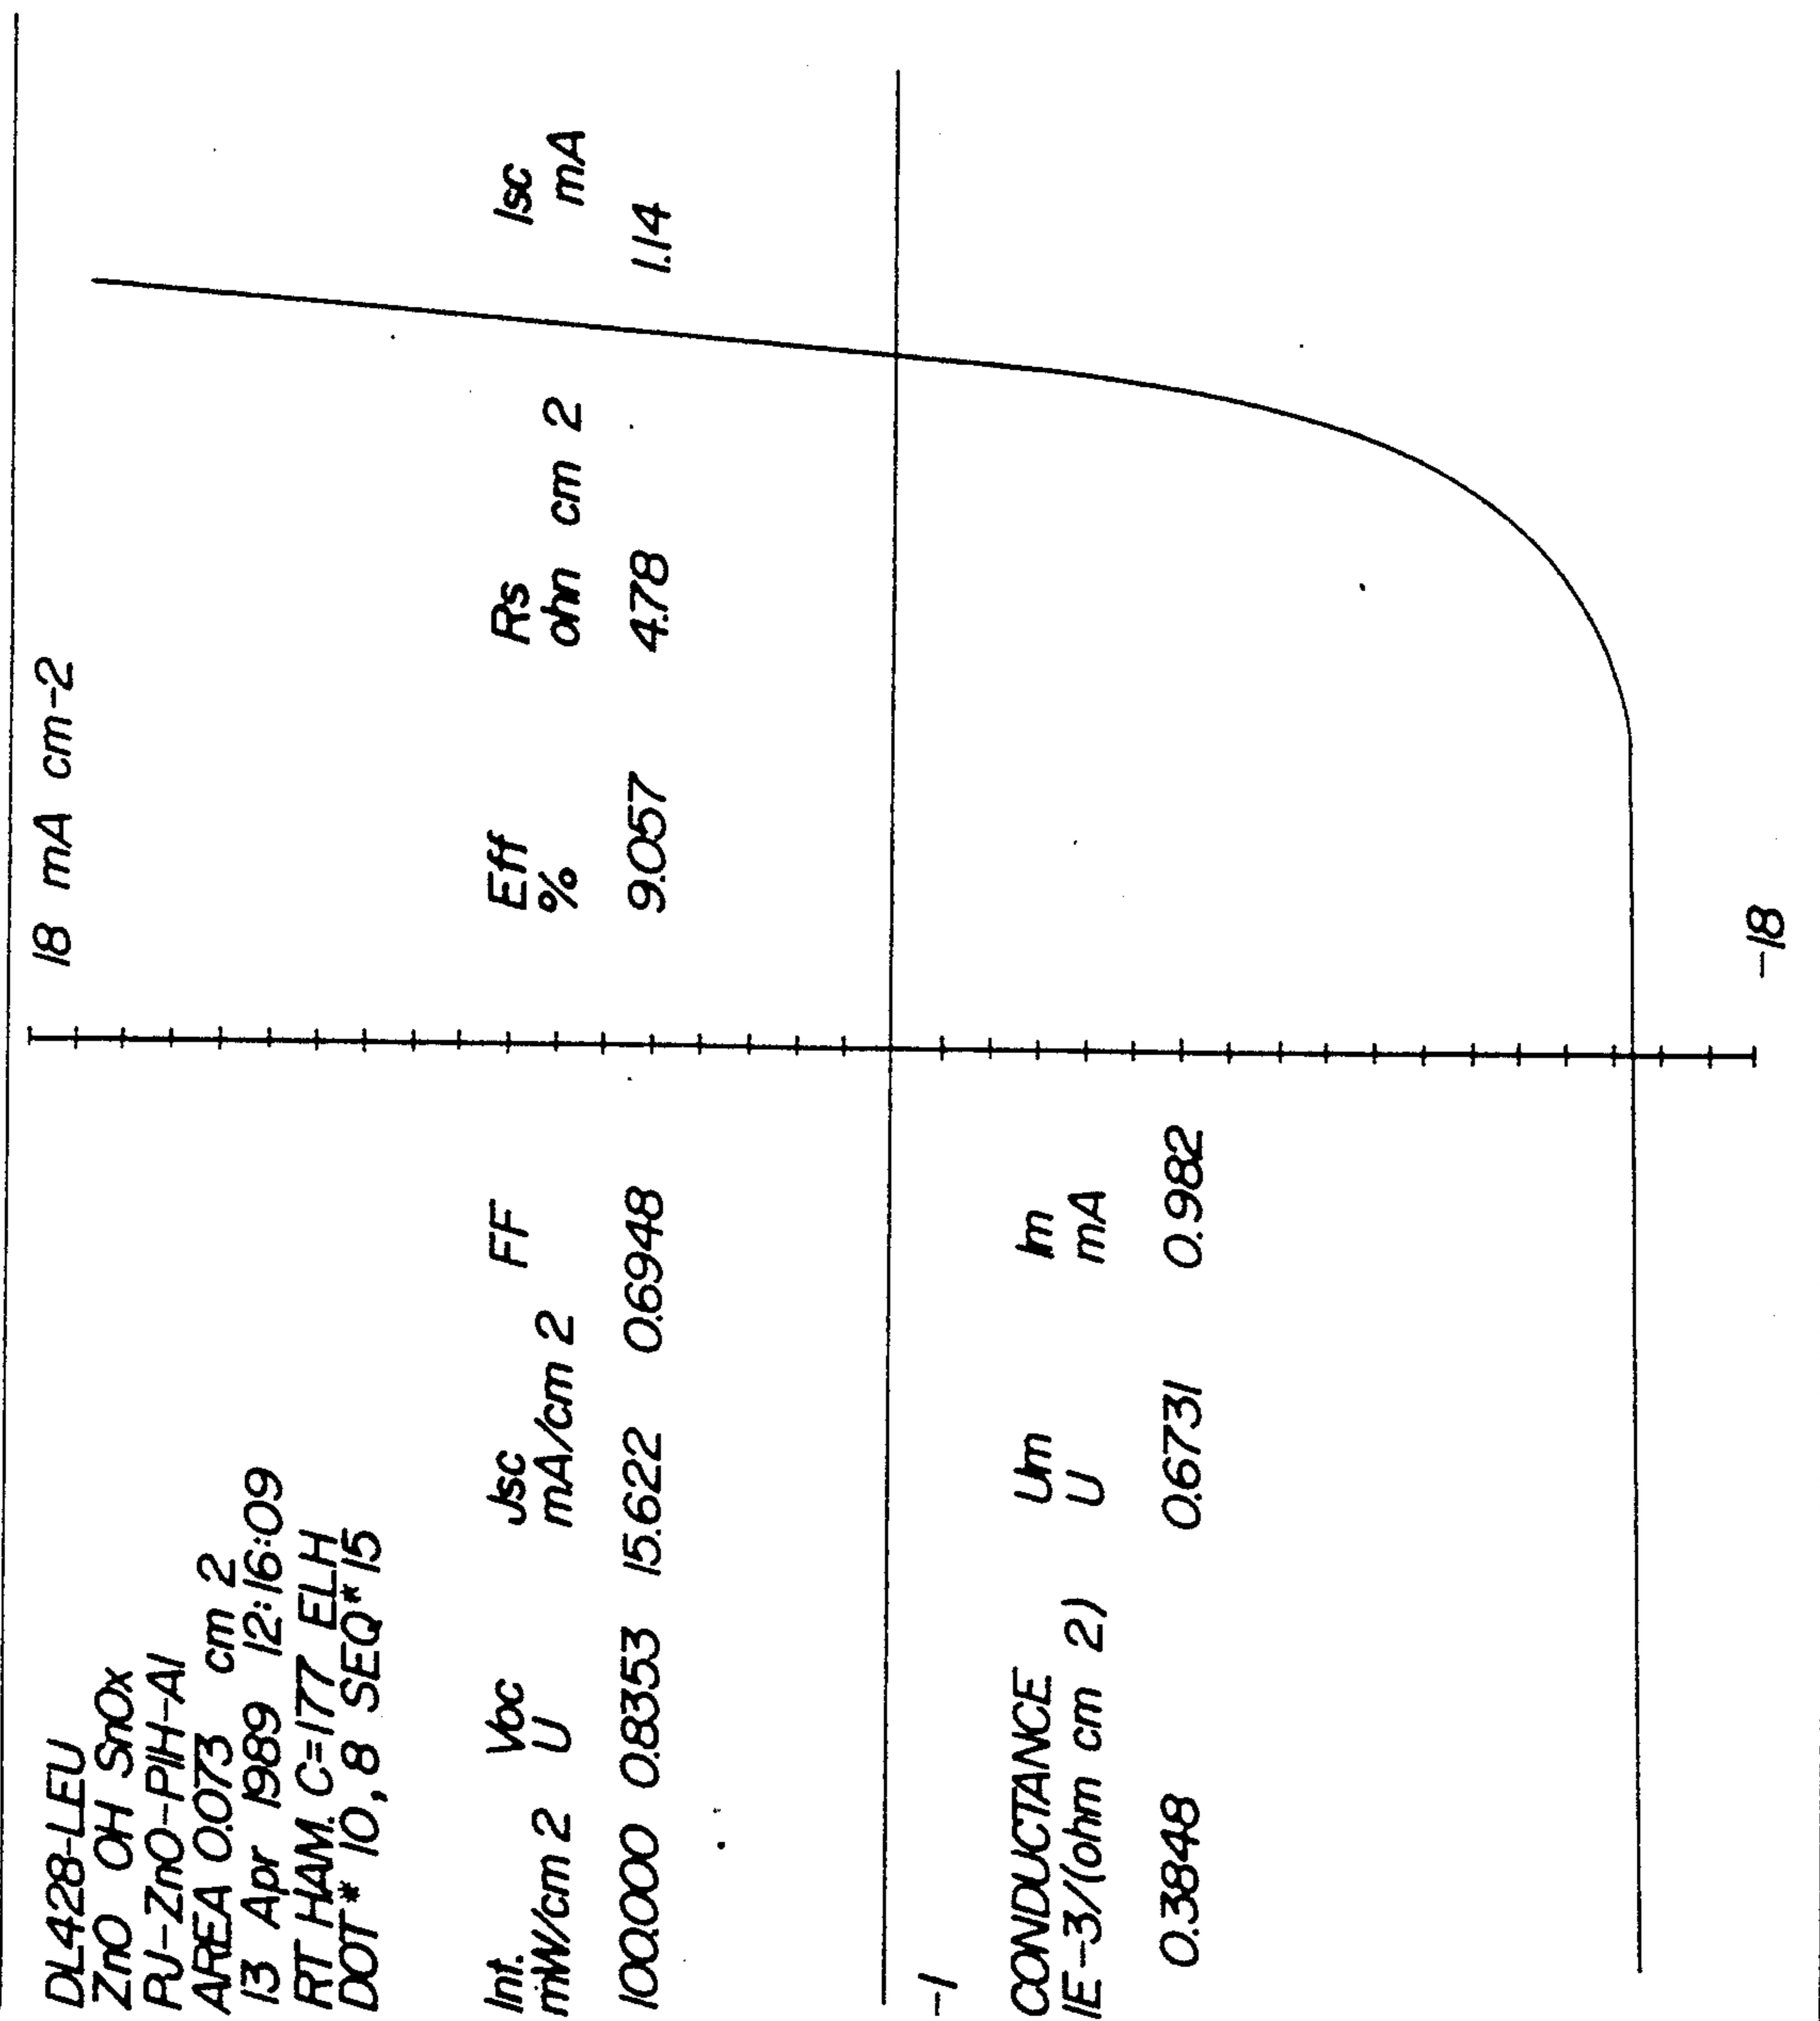 DL428-LEU
ZnO OH SnOx
PJ-ZnO-PIH-Al
AREA 0.073 cm 2
13 Apr 1989 12:16:09
RT HAM. C=177 ELH
DOT* 10, 8 SEQ* 15
18 mA cm-2
Int. Voc Jsc FF Eff Rs Isc
mW/cm 2 U mA/cm 2 % ohn cm 2 mA
100.000 0.8353 15.622 0.6948 9.057 4.78 1.14
-1
CONDUCTANCE Um Im
1E-3/(ohm cm 2) U mA
0.3848 0.6731 0.982
-18